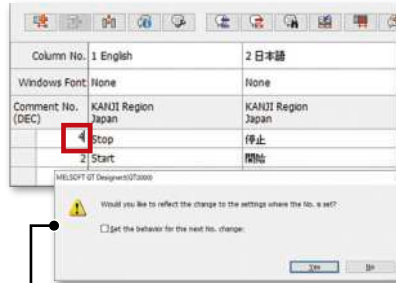 Column No. 1 English 2 日本語
Windows Font None None
Comment No. (DEC) KANJI Region Japan KANJI Region Japan
4 Stop 停止
2 Start 開始
MELSOFT GT Designer3(GT2000)
Would you like to reflect the change to the settings where the No. is set?
Set the behavior for the next No. change:
Yes No